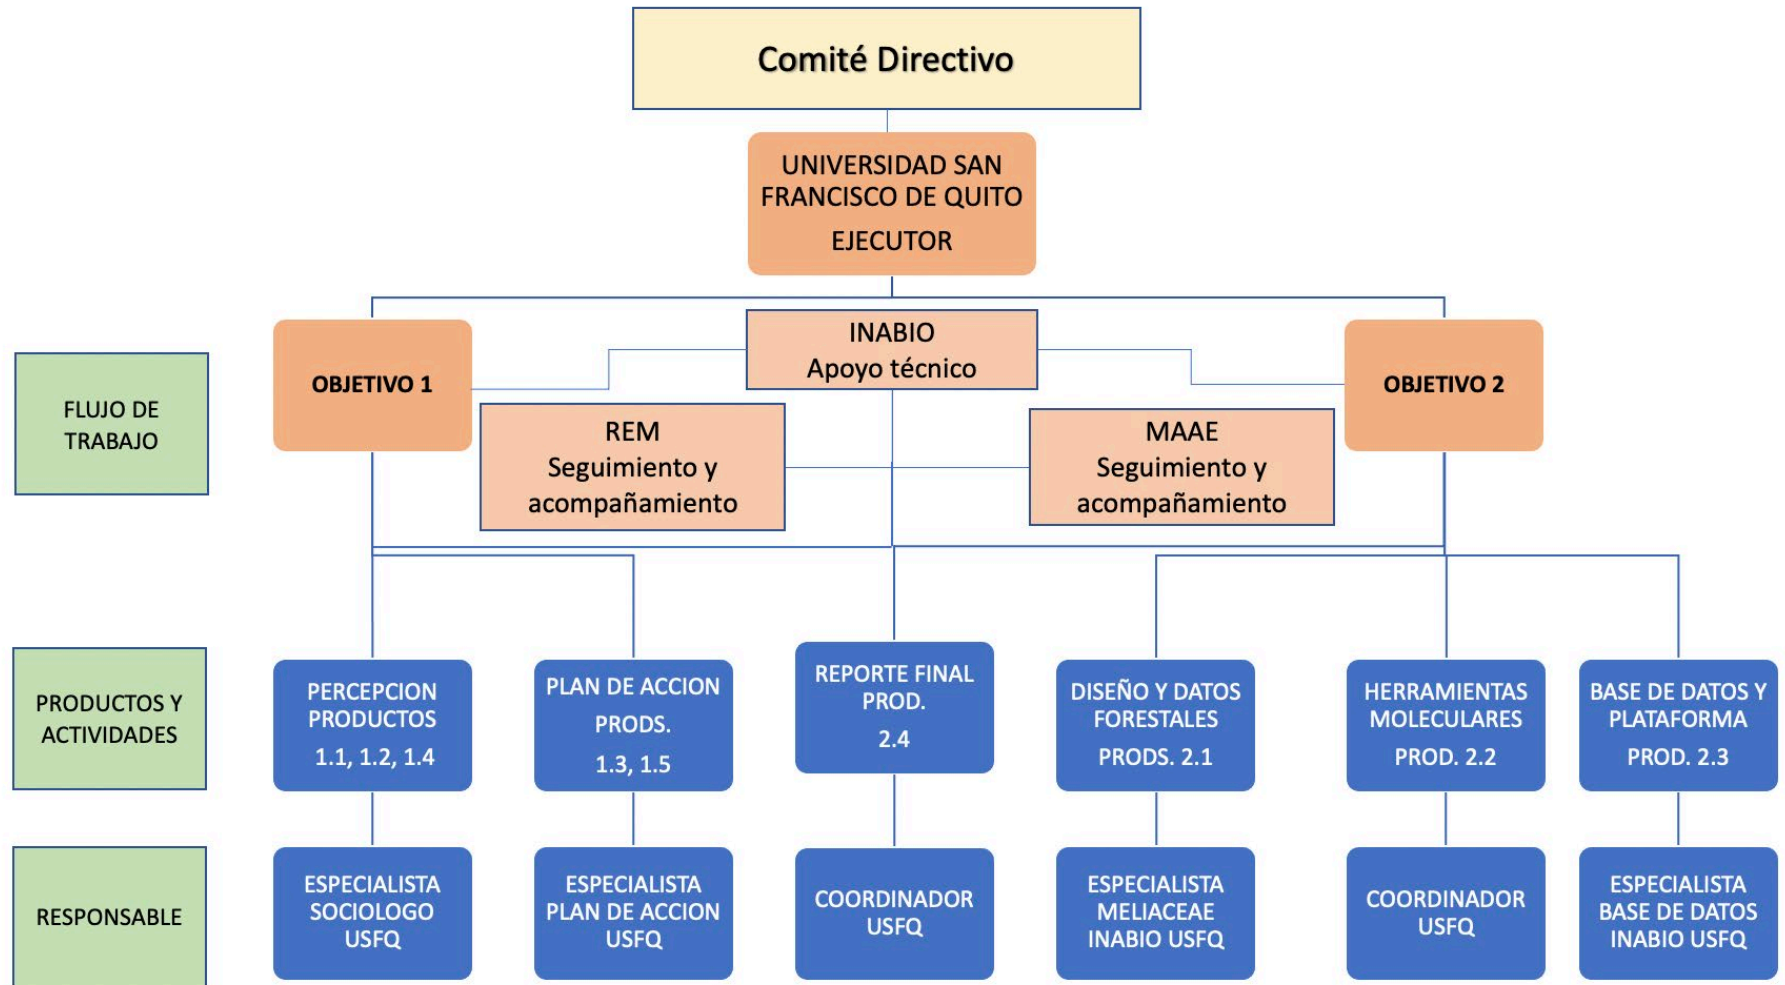 Comité Directivo
UNIVERSIDAD SAN
FRANCISCO DE QUITO
EJECUTOR
FLUJO DE
TRABAJO
OBJETIVO 1
INABIO
Apoyo técnico
OBJETIVO 2
REM
Seguimiento y
acompañamiento
MAAE
Seguimiento y
acompañamiento
PRODUCTOS Y
ACTIVIDADES
PERCEPCION
PRODUCTOS
1.1, 1.2, 1.4
PLAN DE ACCION
PRODS.
1.3, 1.5
REPORTE FINAL
PROD.
2.4
DISEÑO Y DATOS
FORESTALES
PRODS. 2.1
HERRAMIENTAS
MOLECULARES
PROD. 2.2
BASE DE DATOS Y
PLATAFORMA
PROD. 2.3
RESPONSABLE
ESPECIALISTA
SOCIOLOGO
USFQ
ESPECIALISTA
PLAN DE ACCION
USFQ
COORDINADOR
USFQ
ESPECIALISTA
MELIACEAE
INABIO USFQ
COORDINADOR
USFQ
ESPECIALISTA
BASE DE DATOS
INABIO USFQ